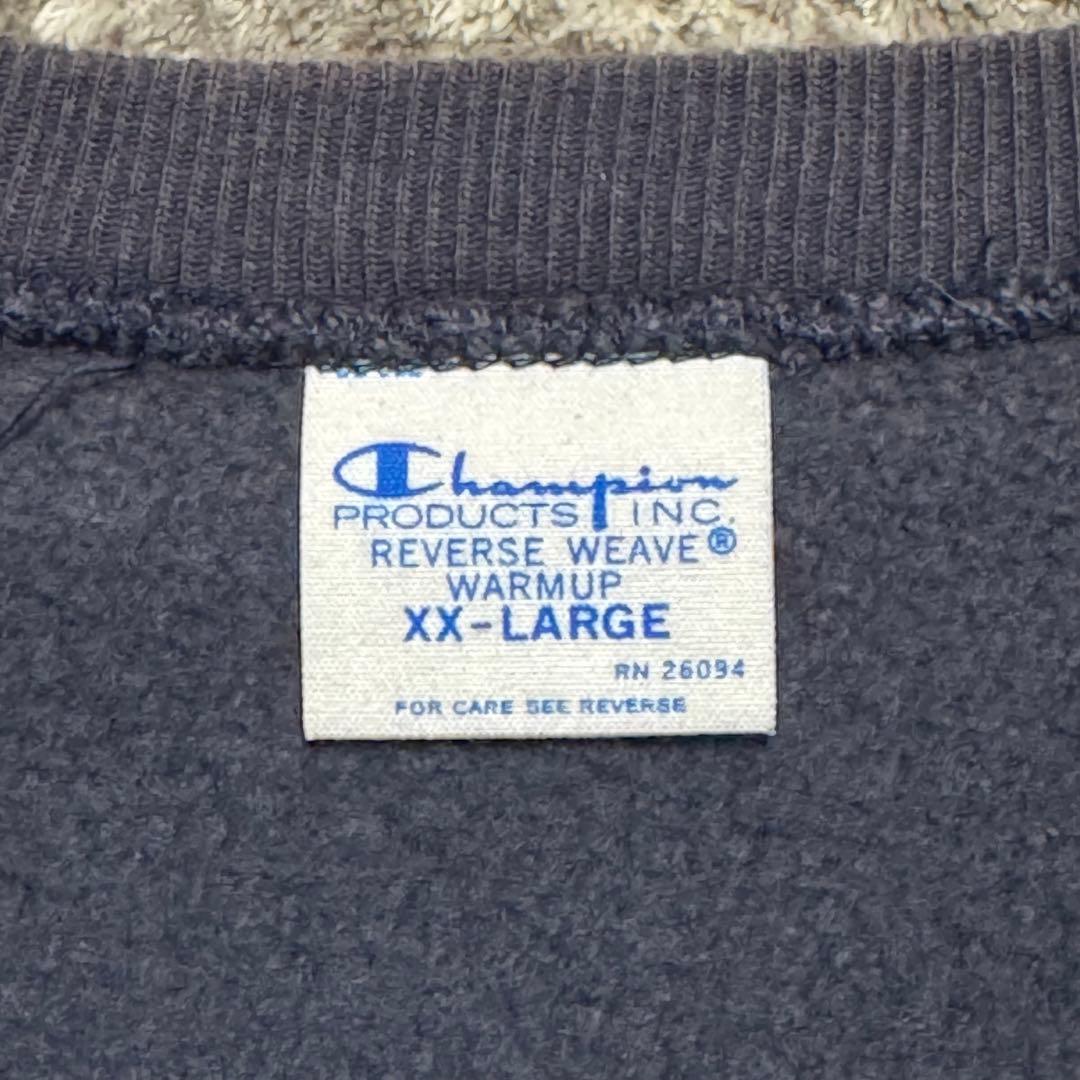 Champion
PRODUCTS INC.
REVERSE WEAVE®
WARMUP
XX-LARGE
RN 26094
FOR CARE SEE REVERSE